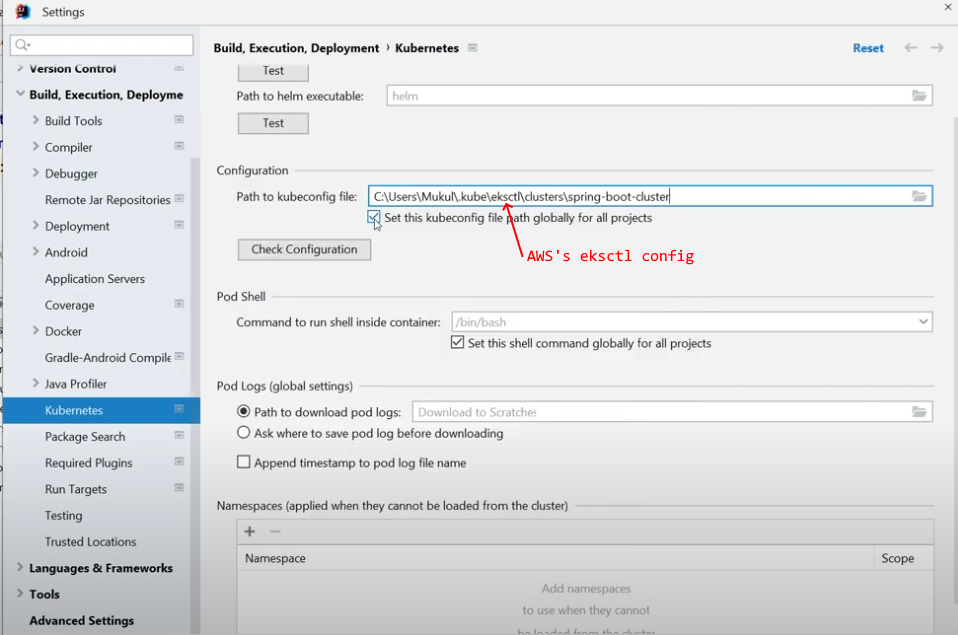 Settings
Build, Execution, Deployment › Kubernetes
Reset
Version Control
Build, Execution, Deployme
Build Tools
Compiler
Debugger
Remote Jar Repositories
Deployment
Android
Application Servers
Coverage
Docker
Gradle-Android Compile
Java Profiler
Kubernetes
Package Search
Required Plugins
Run Targets
Testing
Trusted Locations
Languages & Frameworks
Tools
Advanced Settings
Test
Path to helm executable:
helm
Test
Configuration
Path to kubeconfig file:
C:\Users\Mukul\.kube\eksctl\clusters\spring-boot-cluster
Set this kubeconfig file path globally for all projects
Check Configuration
AWS's eksctl config
Pod Shell
Command to run shell inside container:
/bin/bash
Set this shell command globally for all projects
Pod Logs (global settings)
Path to download pod logs:
Download to Scratches
Ask where to save pod log before downloading
Append timestamp to pod log file name
Namespaces (applied when they cannot be loaded from the cluster)
Namespace
Scope
Add namespaces
to use when they cannot
be loaded from the cluster